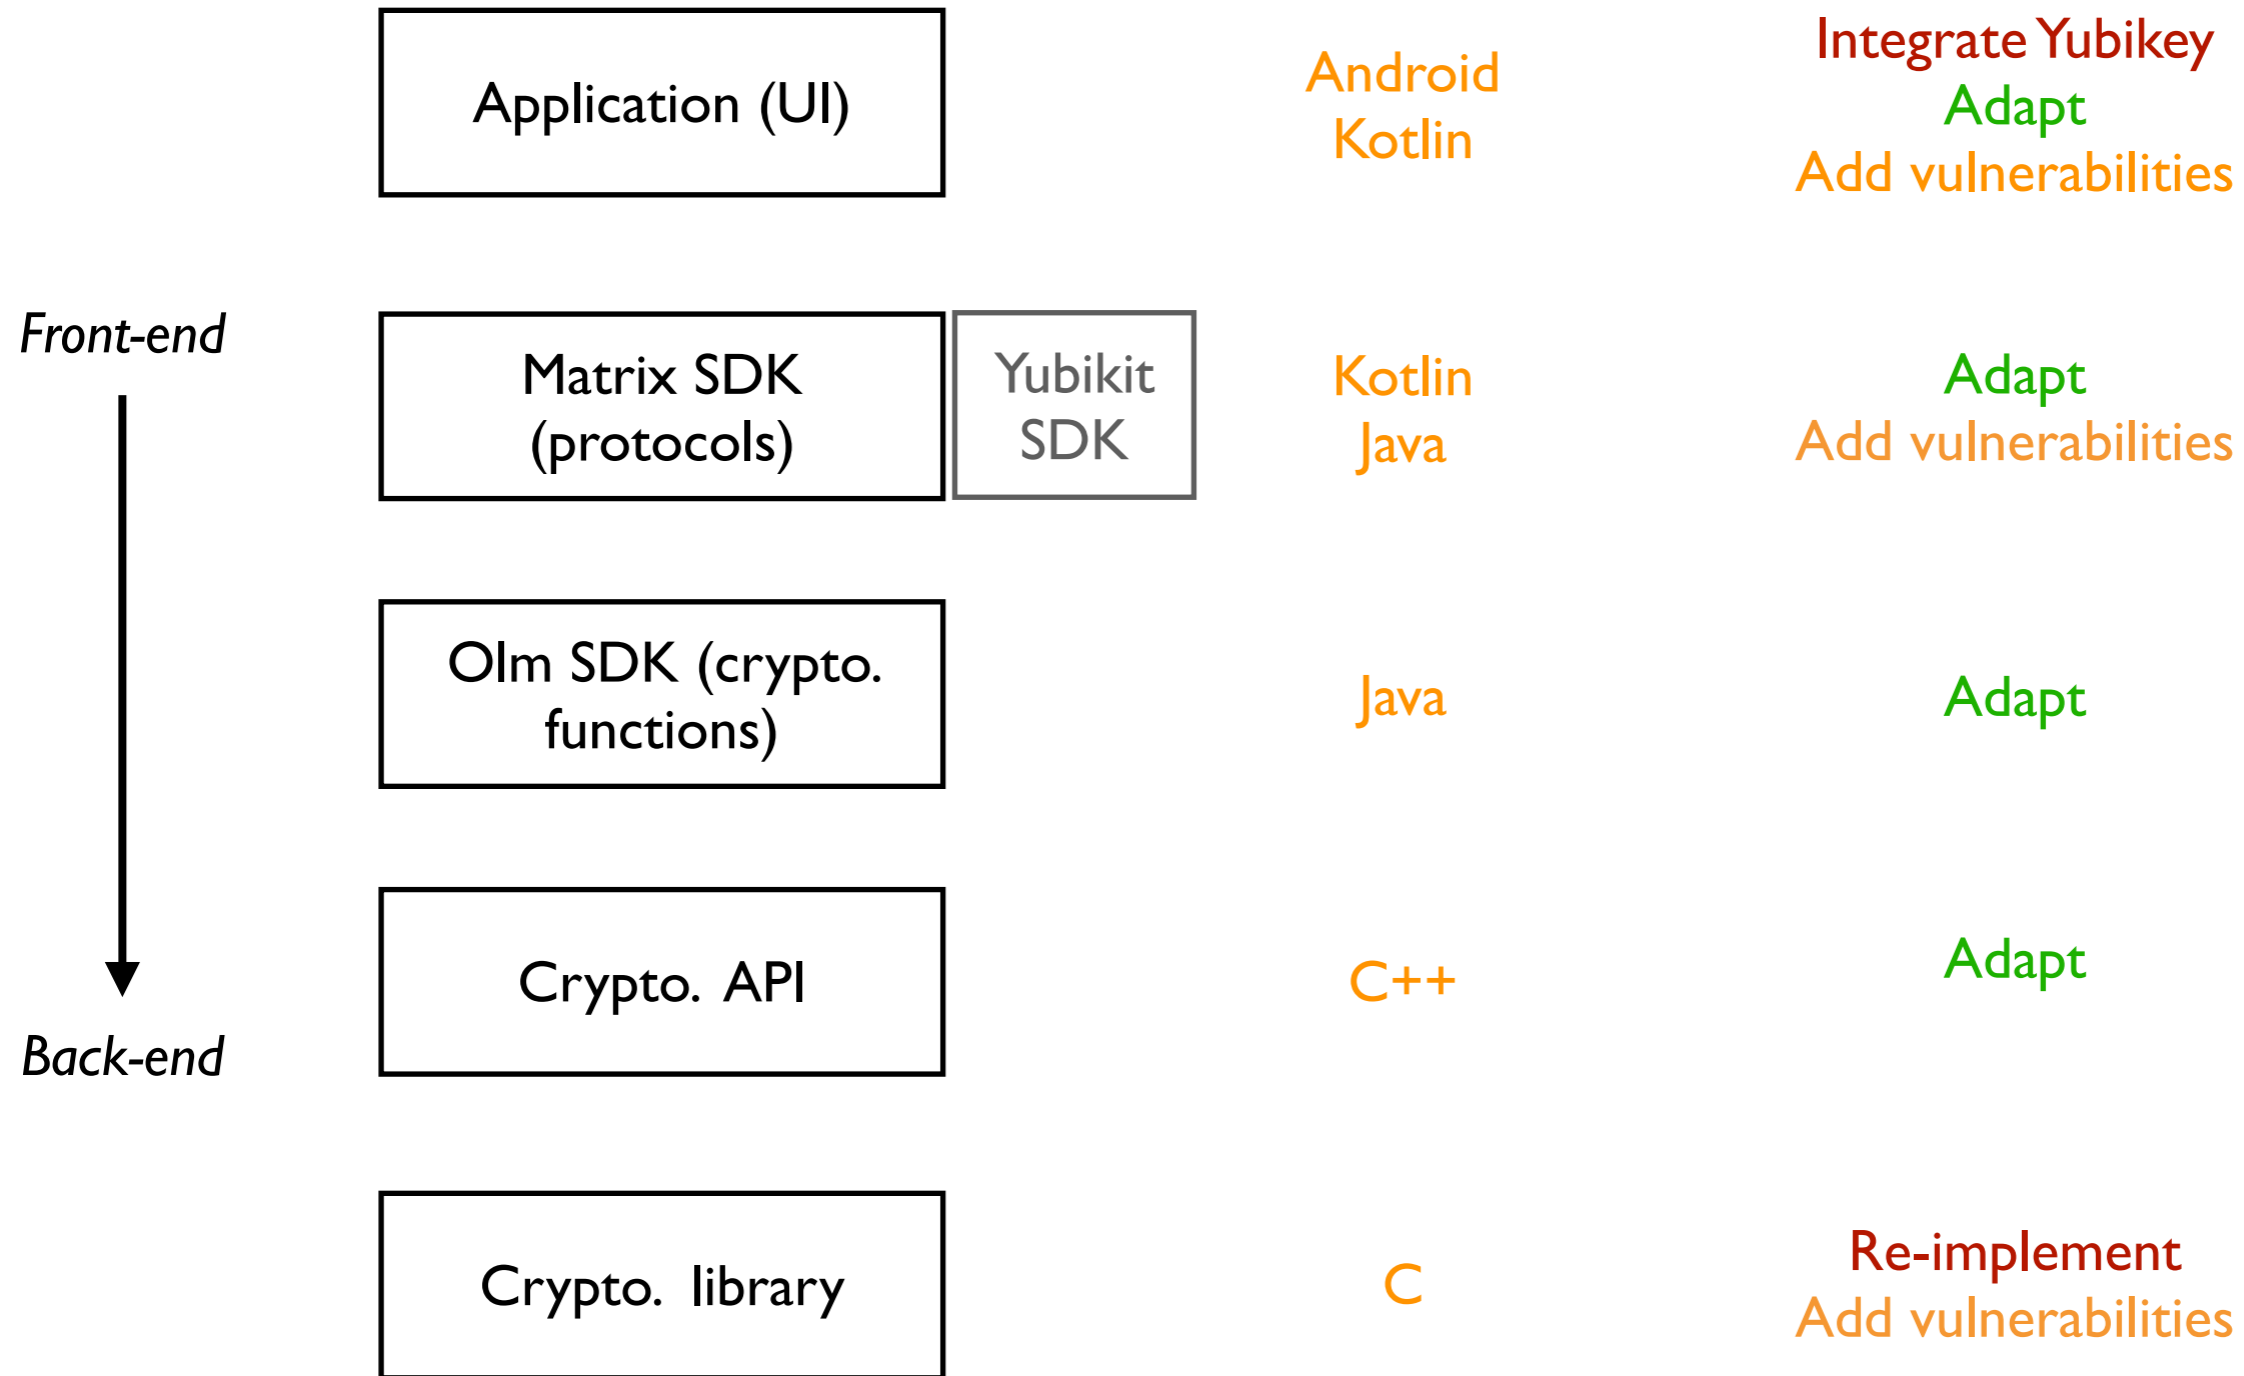 Application (UI)
Android
Kotlin
Integrate Yubikey
Adapt
Add vulnerabilities
Front-end
Matrix SDK
(protocols)
Yubikit
SDK
Kotlin
Java
Adapt
Add vulnerabilities
Olm SDK (crypto.
functions)
Java
Adapt
Crypto. API
C++
Adapt
Back-end
Crypto. library
C
Re-implement
Add vulnerabilities